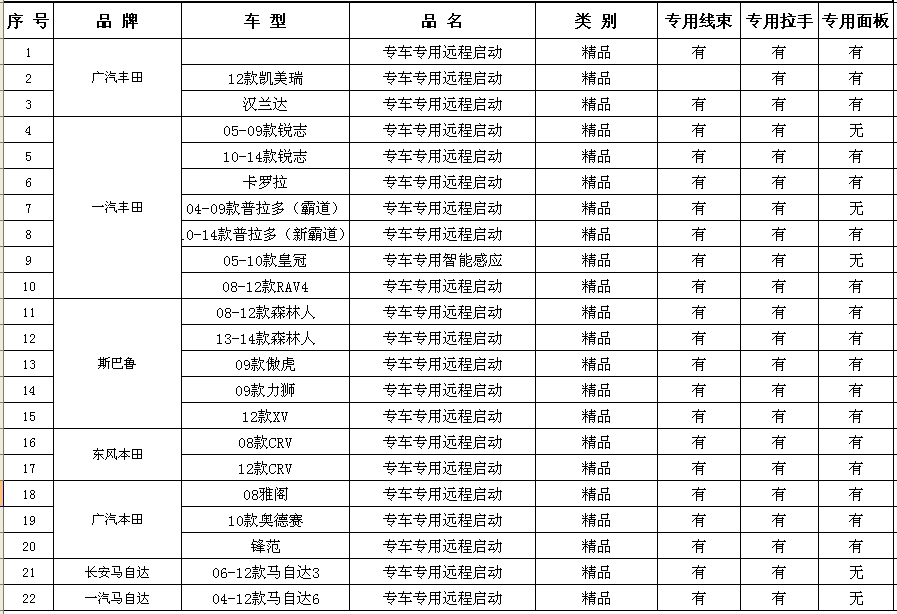 序 号 品 牌 车 型 品 名 类 别 专用线束 专用拉手 专用面板
1 专车专用远程启动 精品 有 有 有
广汽丰田
2 12款凯美瑞 专车专用远程启动 精品 有 有
3 汉兰达 专车专用远程启动 精品 有 有 有
4 05-09款锐志 专车专用远程启动 精品 有 有 无
5 10-14款锐志 专车专用远程启动 精品 有 有 有
6 卡罗拉 专车专用远程启动 精品 有 有 有
一汽丰田
7 04-09款普拉多（霸道） 专车专用远程启动 精品 有 有 无
8 10-14款普拉多（新霸道） 专车专用远程启动 精品 有 有 有
9 05-10款皇冠 专车专用智能感应 精品 有 有 无
10 08-12款RAV4 专车专用远程启动 精品 有 有 有
11 08-12款森林人 专车专用远程启动 精品 有 有 有
12 13-14款森林人 专车专用远程启动 精品 有 有 有
斯巴鲁
13 09款傲虎 专车专用远程启动 精品 有 有 有
14 09款力狮 专车专用远程启动 精品 有 有 有
15 12款XV 专车专用远程启动 精品 有 有 有
16 08款CRV 专车专用远程启动 精品 有 有 有
东风本田
17 12款CRV 专车专用远程启动 精品 有 有 有
18 08雅阁 专车专用远程启动 精品 有 有 有
广汽本田
19 10款奥德赛 专车专用远程启动 精品 有 有 有
20 锋范 专车专用远程启动 精品 有 有 有
21 长安马自达 06-12款马自达3 专车专用远程启动 精品 有 有 无
22 一汽马自达 04-12款马自达6 专车专用远程启动 精品 有 有 无